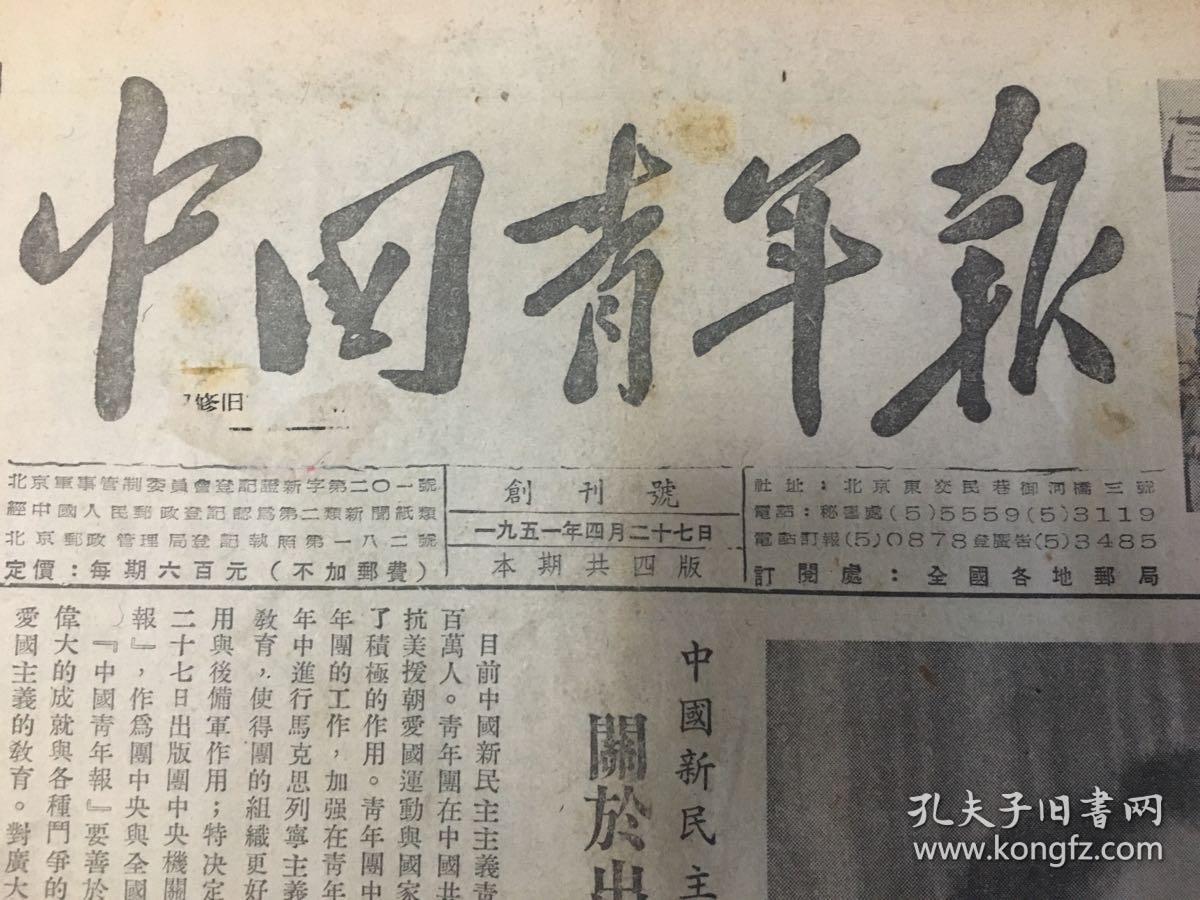 中国青年报
修旧
北京軍事管制委員會登記證新字第二〇一號
經中國人民郵政登記認爲第二類新聞紙類
北京郵政管理局登記執照第一八二號
定價：每期六百元（不加郵費）
創刊號
一九五一年四月二十七日
本期共四版
社址：北京東交民巷御河橋三號
電話：秘書處(5)5559(5)3119
電話訂報(5)0878登廣告(5)3485
訂閱處：全國各地郵局
中國新民主
關於出
目前中國新民主主義青
百萬人。青年團在中國共
抗美援朝愛國運動與國家
了積極的作用。青年團中
年團的工作，加强在青年
年中進行馬克思列寧主義
教育，使得團的組織更好
用與後備軍作用；特决定
二十七日出版團中央機關
報』，作爲團中央與全國
『中國青年報』要善於
偉大的成就與各種鬥爭的
愛國主義的教育。對廣大
孔夫子旧書网
www.kongfz.com